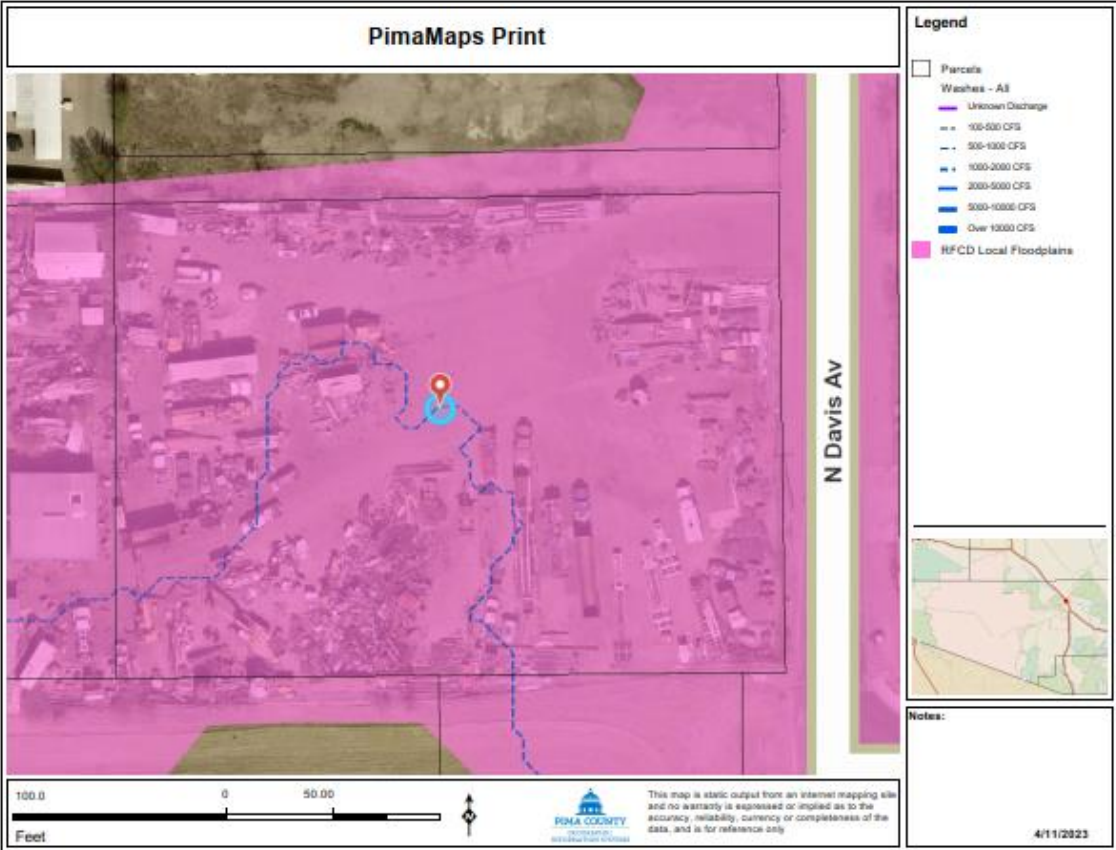 PimaMaps Print
Legend
Parcels
Washes - All
Unknown Discharge
100-500 CFS
500-1000 CFS
1000-2000 CFS
2000-5000 CFS
5000-10000 CFS
Over 10000 CFS
RFCD Local Floodplains
N Davis Av
Notes:
100.0 0 50.00
Feet
N
PIMA COUNTY
GEOGRAPHIC
INFORMATION SYSTEMS
This map is static output from an internet mapping site
and no warranty is expressed or implied as to the
accuracy, reliability, currency or completeness of the
data, and is for reference only
4/11/2023